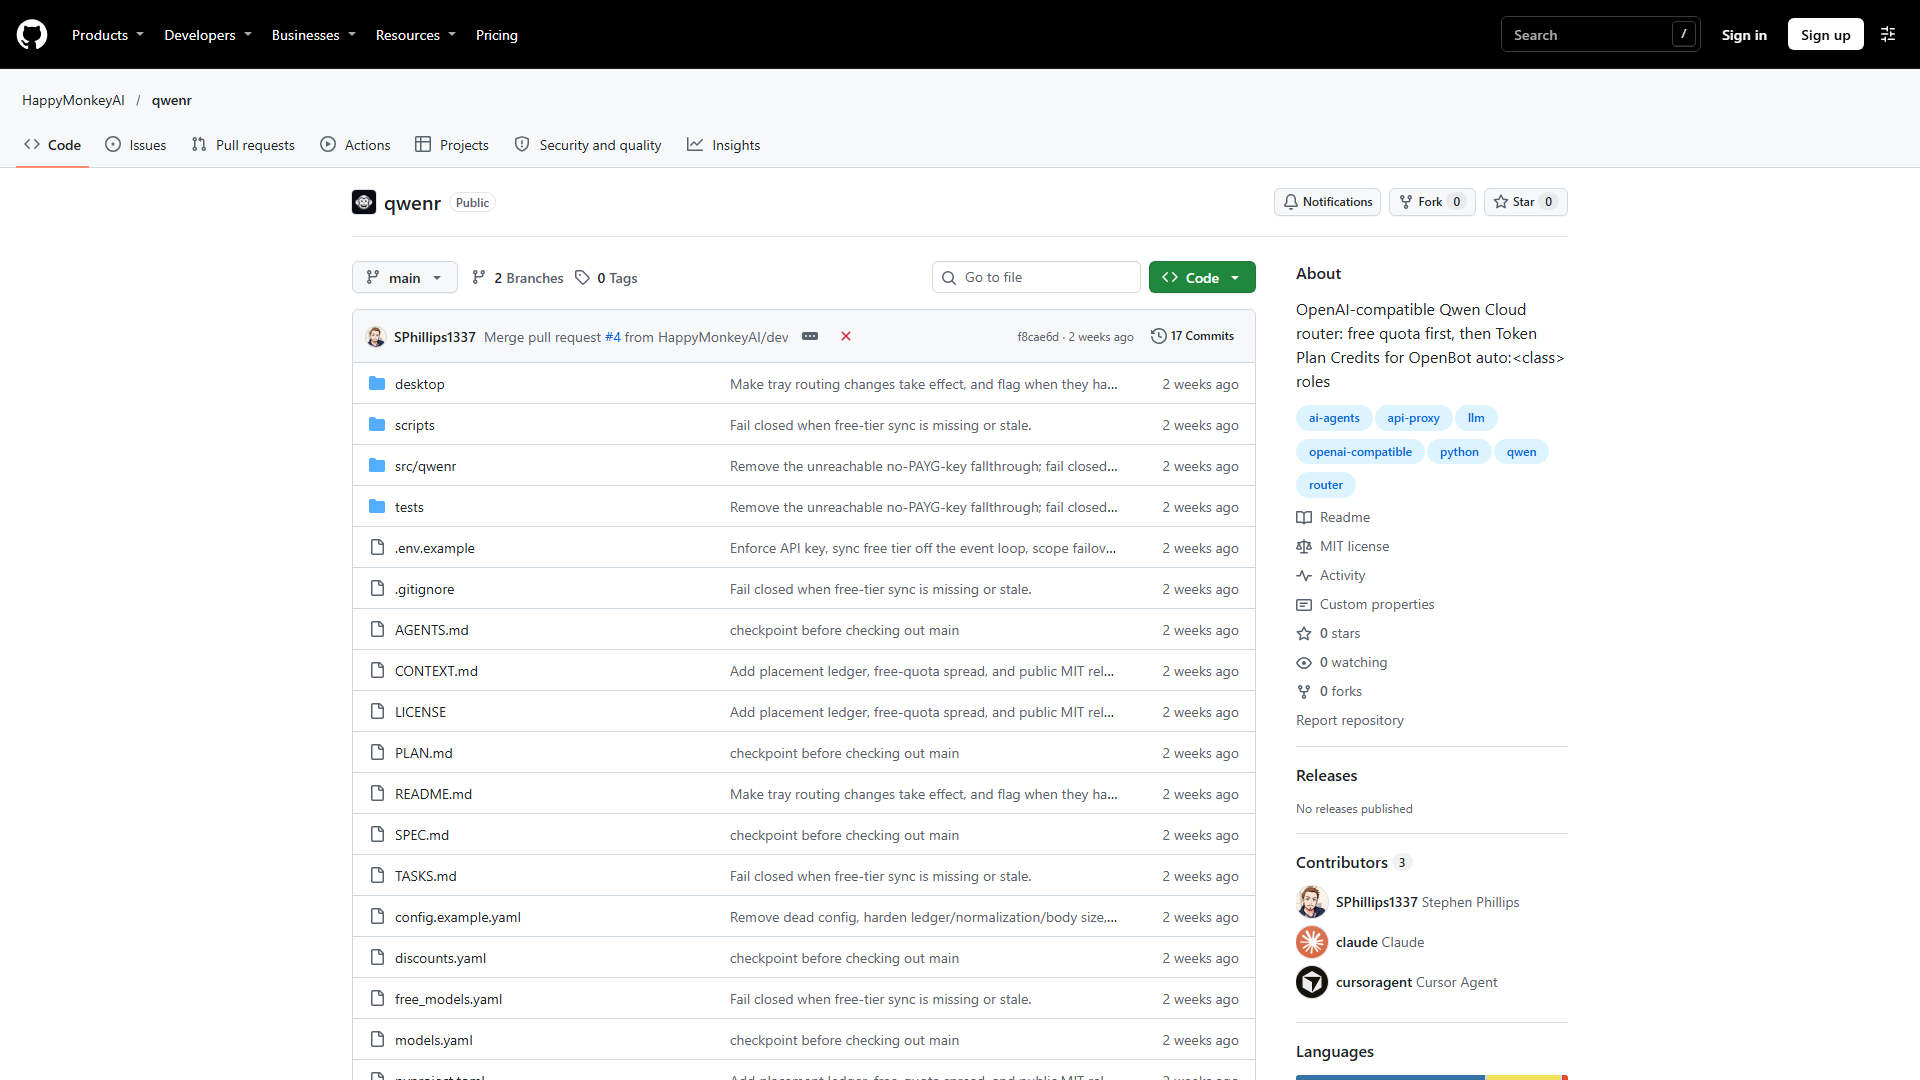 Products
Developers
Businesses
Resources
Pricing
Search
/
Sign in
Sign up
HappyMonkeyAI / qwenr
Code
Issues
Pull requests
Actions
Projects
Security and quality
Insights
qwenr
Public
Notifications
Fork 0
Star 0
main
2 Branches
0 Tags
Go to file
Code
SPhillips1337 Merge pull request #4 from HappyMonkeyAI/dev
f8cae6d · 2 weeks ago
17 Commits
desktop Make tray routing changes take effect, and flag when they ha... 2 weeks ago
scripts Fail closed when free-tier sync is missing or stale. 2 weeks ago
src/qwenr Remove the unreachable no-PAYG-key fallthrough; fail closed... 2 weeks ago
tests Remove the unreachable no-PAYG-key fallthrough; fail closed... 2 weeks ago
.env.example Enforce API key, sync free tier off the event loop, scope failov... 2 weeks ago
.gitignore Fail closed when free-tier sync is missing or stale. 2 weeks ago
AGENTS.md checkpoint before checking out main 2 weeks ago
CONTEXT.md Add placement ledger, free-quota spread, and public MIT rel... 2 weeks ago
LICENSE Add placement ledger, free-quota spread, and public MIT rel... 2 weeks ago
PLAN.md checkpoint before checking out main 2 weeks ago
README.md Make tray routing changes take effect, and flag when they ha... 2 weeks ago
SPEC.md checkpoint before checking out main 2 weeks ago
TASKS.md Fail closed when free-tier sync is missing or stale. 2 weeks ago
config.example.yaml Remove dead config, harden ledger/normalization/body size,... 2 weeks ago
discounts.yaml checkpoint before checking out main 2 weeks ago
free_models.yaml Fail closed when free-tier sync is missing or stale. 2 weeks ago
models.yaml checkpoint before checking out main 2 weeks ago
pyproject.toml Add placement ledger, free-quota spread, and public MIT rel... 2 weeks ago
About
OpenAI-compatible Qwen Cloud
router: free quota first, then Token
Plan Credits for OpenBot auto:<class>
roles
ai-agents api-proxy llm
openai-compatible python qwen
router
Readme
MIT license
Activity
Custom properties
0 stars
0 watching
0 forks
Report repository
Releases
No releases published
Contributors 3
SPhillips1337 Stephen Phillips
claude Claude
cursoragent Cursor Agent
Languages